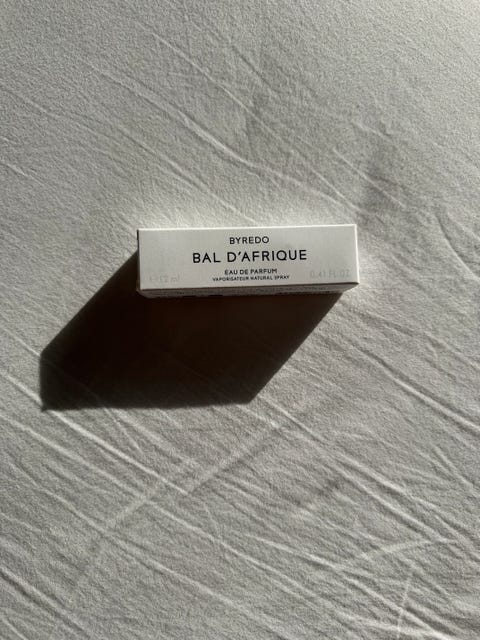 BYREDO
BAL D'AFRIQUE
EAU DE PARFUM
VAPORISATEUR NATURAL SPRAY
12 ml
0.41 FL.OZ